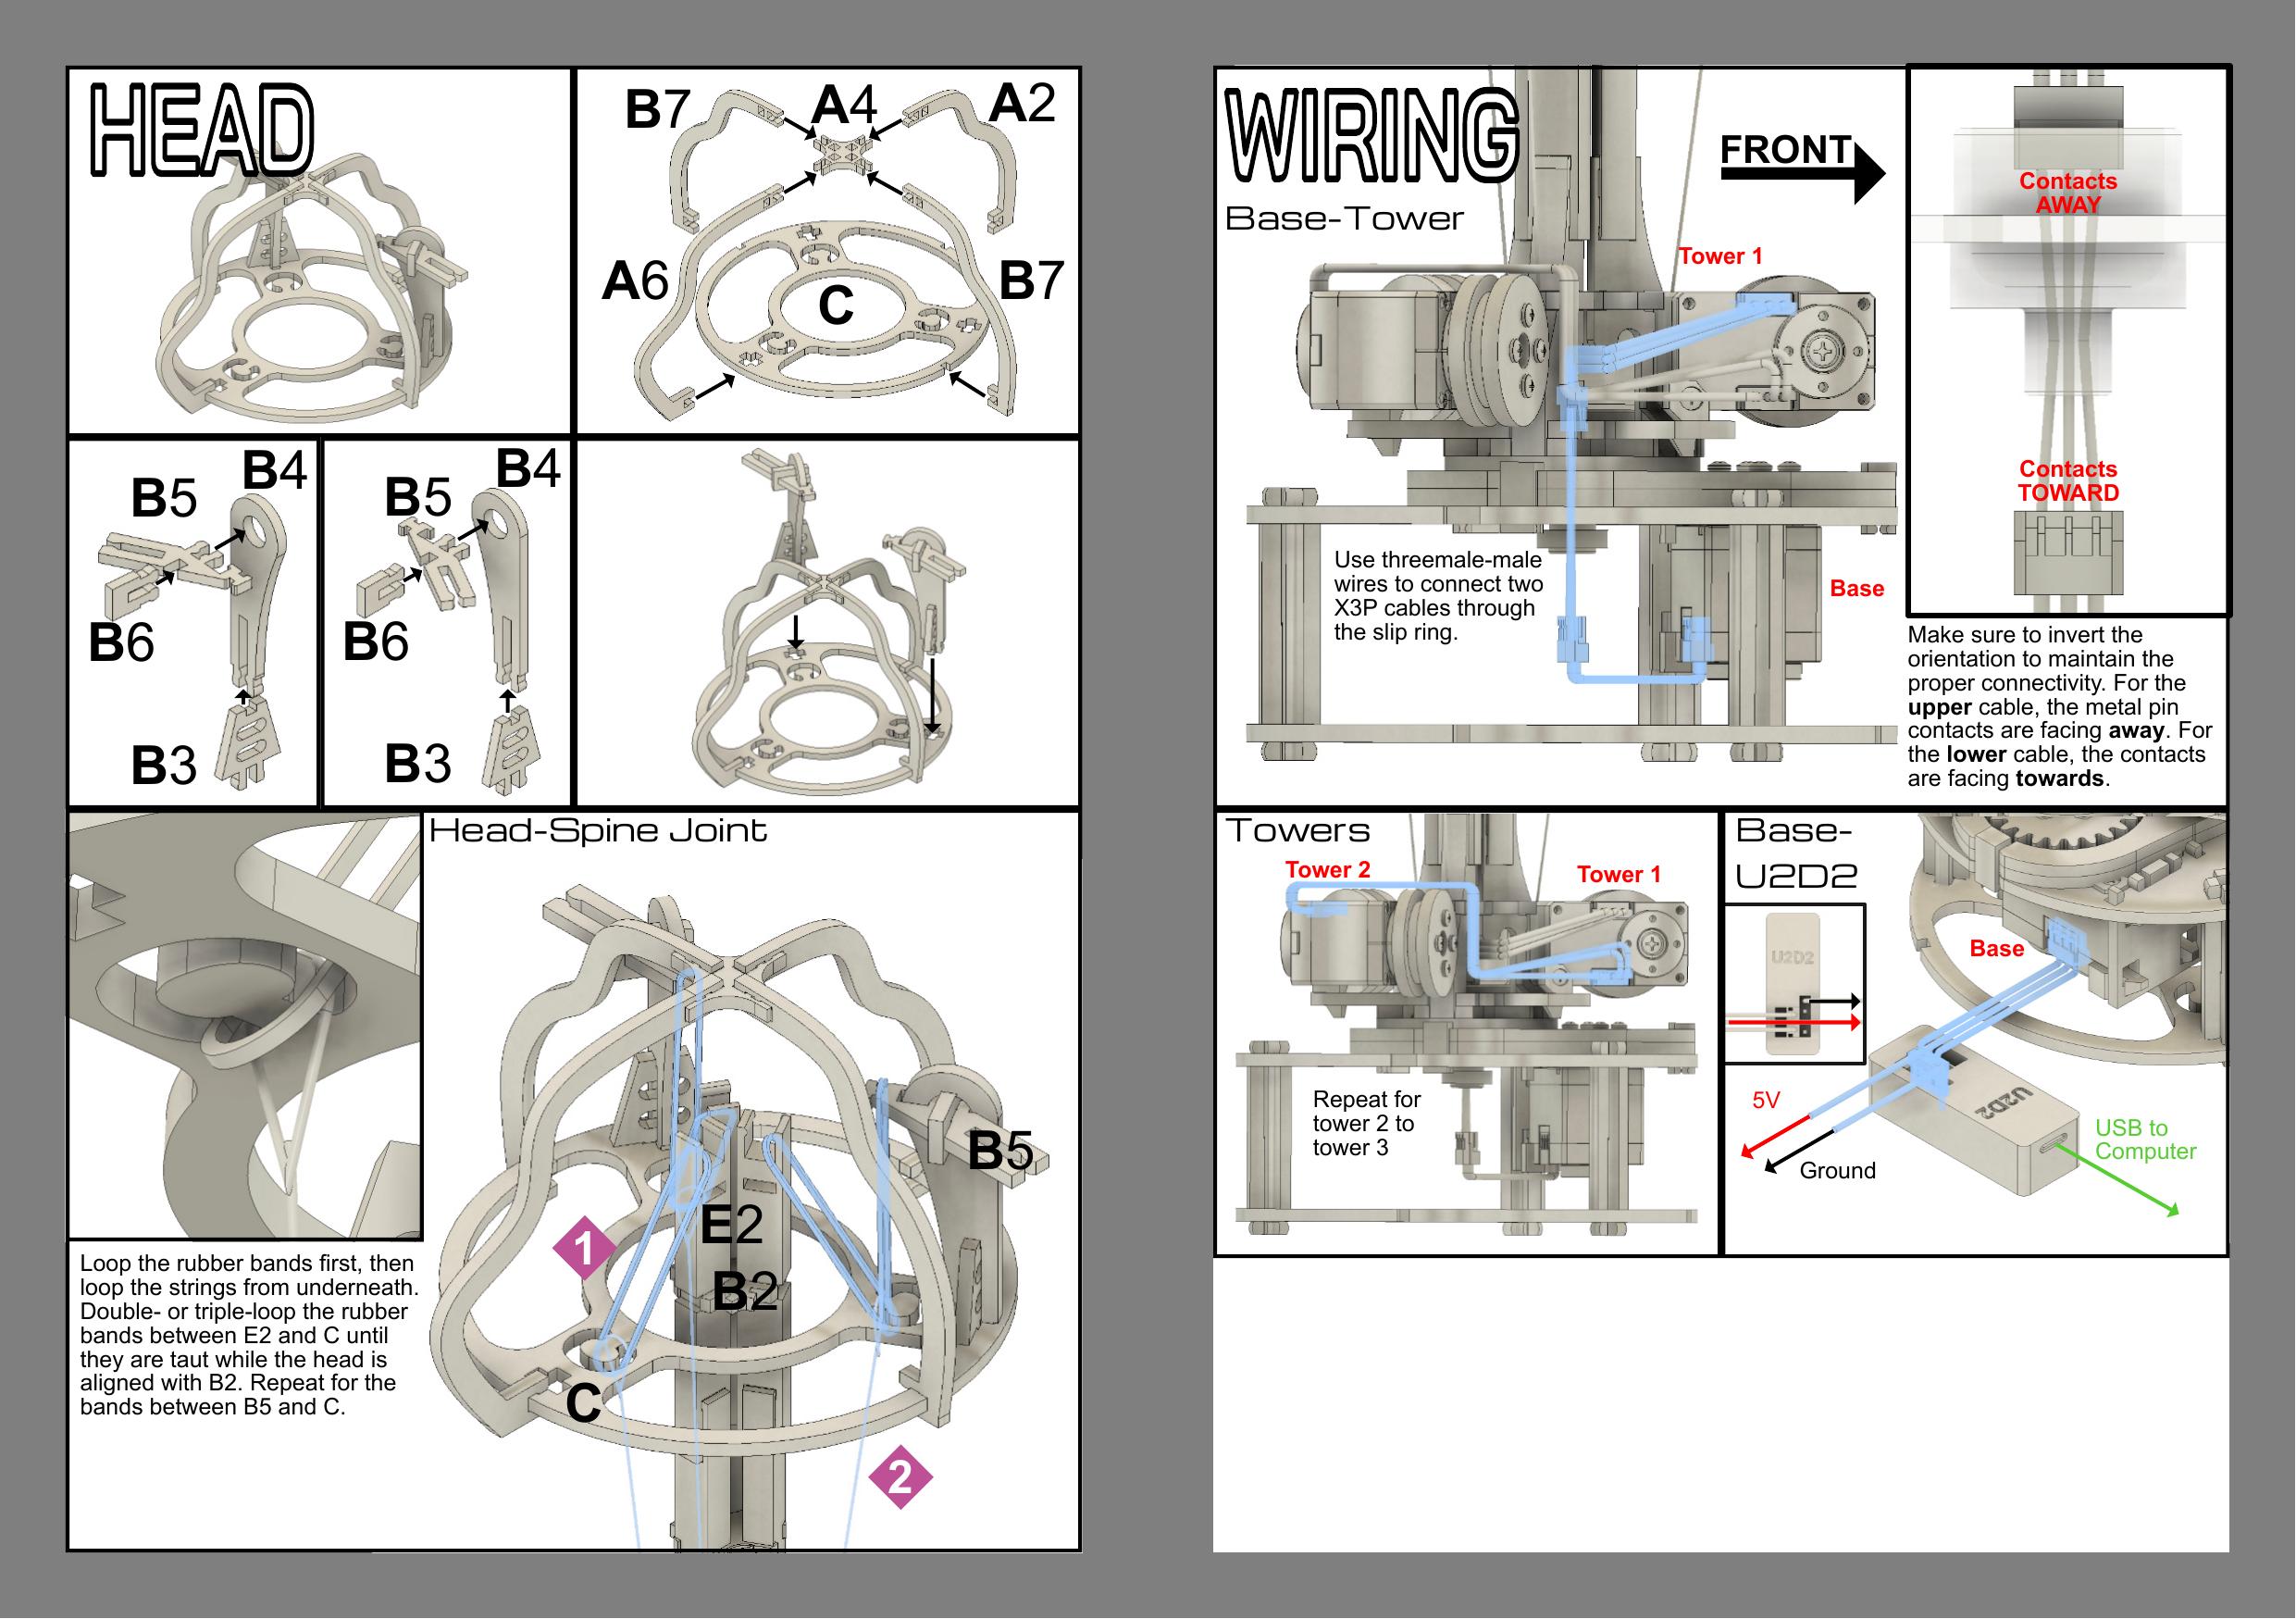 HEAD
B7
A4
A2
A6
C
B7
B5
B4
B6
B3
B5
B4
B6
B3
Head-Spine Joint
B5
1
E2
B2
C
2
Loop the rubber bands first, then
loop the strings from underneath.
Double- or triple-loop the rubber
bands between E2 and C until
they are taut while the head is
aligned with B2. Repeat for the
bands between B5 and C.
WIRING
Base-Tower
FRONT
Tower 1
Use threemale-male
wires to connect two
X3P cables through
the slip ring.
Base
Contacts
AWAY
Contacts
TOWARD
Make sure to invert the
orientation to maintain the
proper connectivity. For the
upper cable, the metal pin
contacts are facing away. For
the lower cable, the contacts
are facing towards.
Towers
Tower 2
Tower 1
Repeat for
tower 2 to
tower 3
Base-
U2D2
U2D2
Base
5V
Ground
U2D2
USB to
Computer